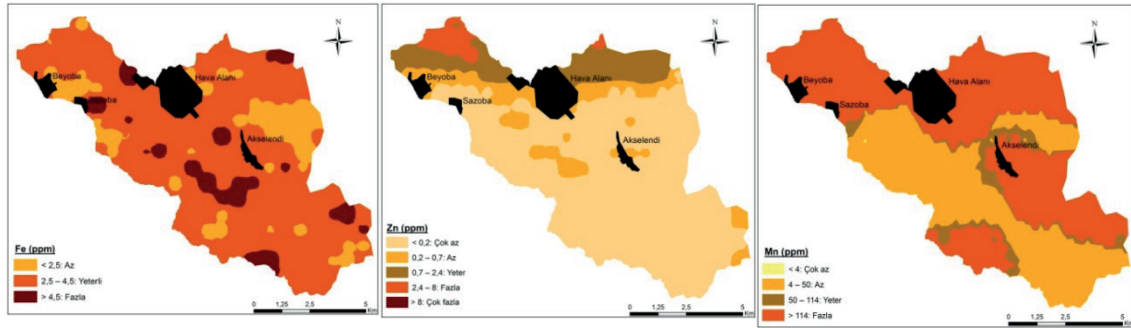 N
Beyoba
Hava Alanı
Akselendi
Fe (ppm)
< 2,5: Az
2,5 – 4,5: Yeterli
> 4,5: Fazla
0 1,25 2,5 5
Km
N
Beyoba
Hava Alanı
Sazoba
Akselendi
Zn (ppm)
< 0,2: Çok az
0,2 – 0,7: Az
0,7 – 2,4: Yeter
2,4 – 8: Fazla
> 8: Çok fazla
0 1,25 2,5 5
Km
N
Beyoba
Hava Alanı
Sazoba
Akselendi
Mn (ppm)
< 4: Çok az
4 – 50: Az
50 – 114: Yeter
> 114: Fazla
0 1,25 2,5 5
Km